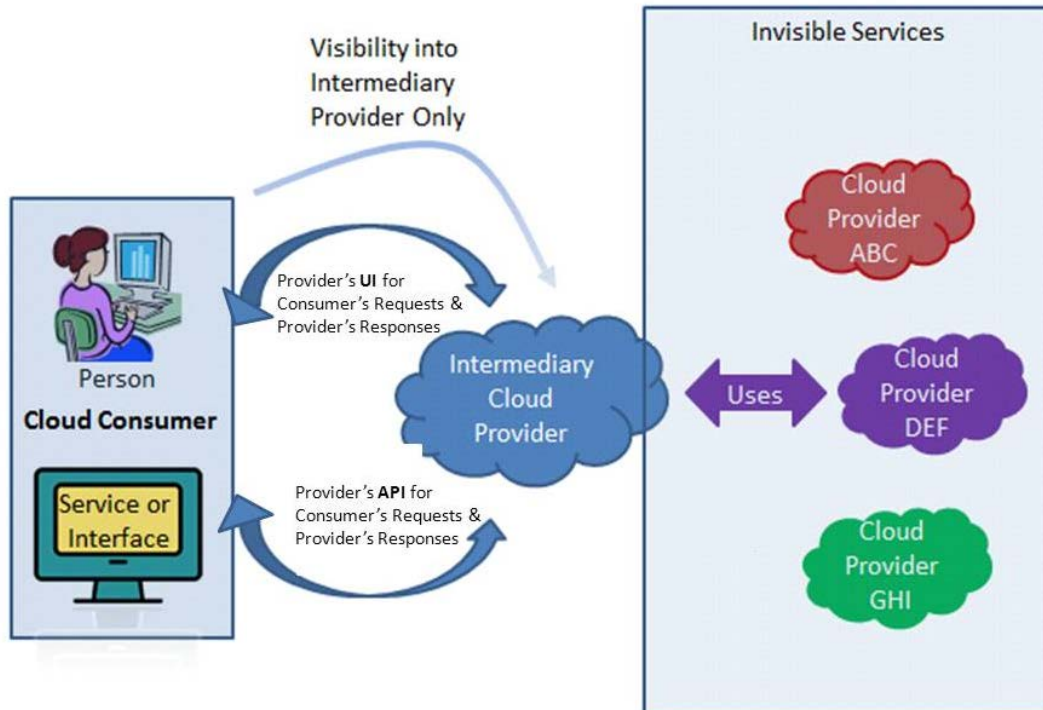 Visibility into
Intermediary
Provider Only
Invisible Services
Cloud
Provider
ABC
Provider's UI for
Consumer's Requests &
Provider's Responses
Person
Cloud Consumer
Intermediary
Cloud
Provider
Uses
Cloud
Provider
DEF
Service or
Interface
Provider's API for
Consumer's Requests &
Provider's Responses
Cloud
Provider
GHI